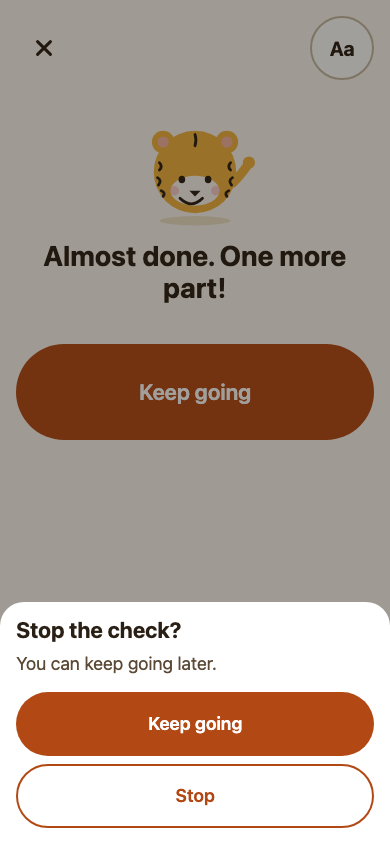 Aa
Almost done. One more
part!
Keep going
Stop the check?
You can keep going later.
Keep going
Stop